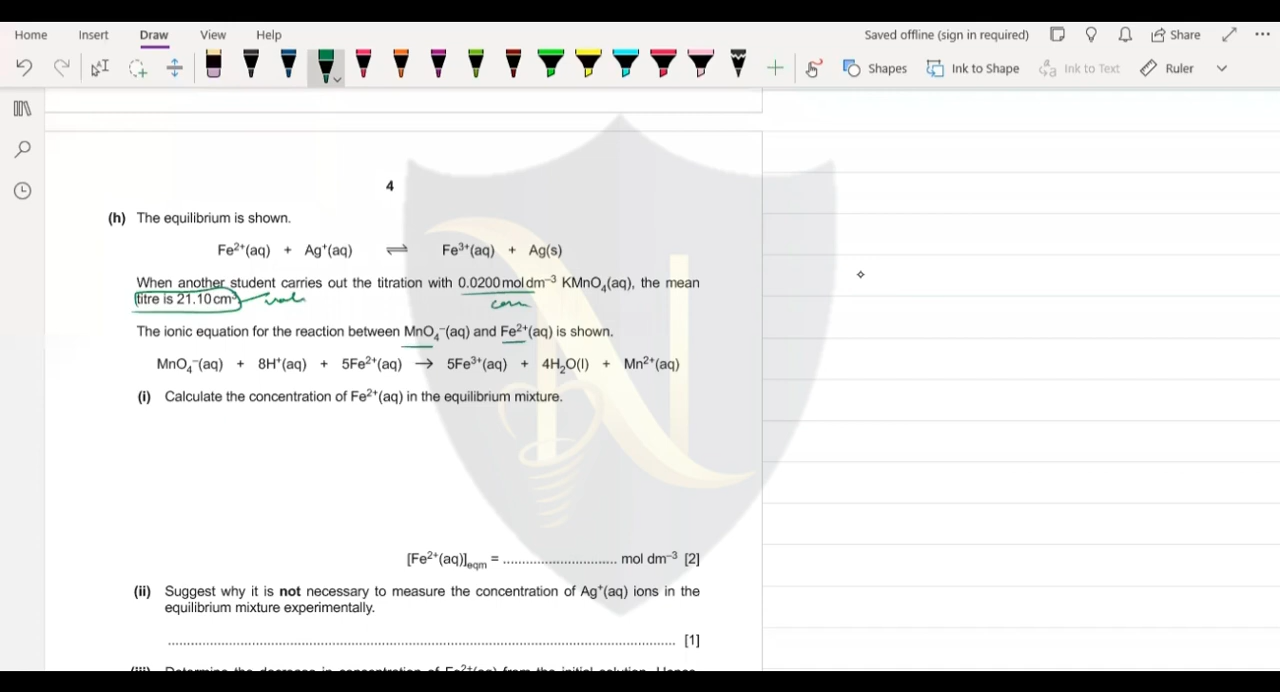 Home Insert Draw View Help Saved offline (sign in required) Share
Shapes Ink to Shape Ink to Text Ruler
4
(h) The equilibrium is shown.
Fe²⁺(aq) + Ag⁺(aq) ⇌ Fe³⁺(aq) + Ag(s)
When another student carries out the titration with 0.0200 mol dm⁻³ KMnO₄(aq), the mean
titre is 21.10 cm³
The ionic equation for the reaction between MnO₄⁻(aq) and Fe²⁺(aq) is shown.
MnO₄⁻(aq) + 8H⁺(aq) + 5Fe²⁺(aq) → 5Fe³⁺(aq) + 4H₂O(l) + Mn²⁺(aq)
(i) Calculate the concentration of Fe²⁺(aq) in the equilibrium mixture.
[Fe²⁺(aq)]eqm = .............................. mol dm⁻³ [2]
(ii) Suggest why it is not necessary to measure the concentration of Ag⁺(aq) ions in the
equilibrium mixture experimentally.
[1]